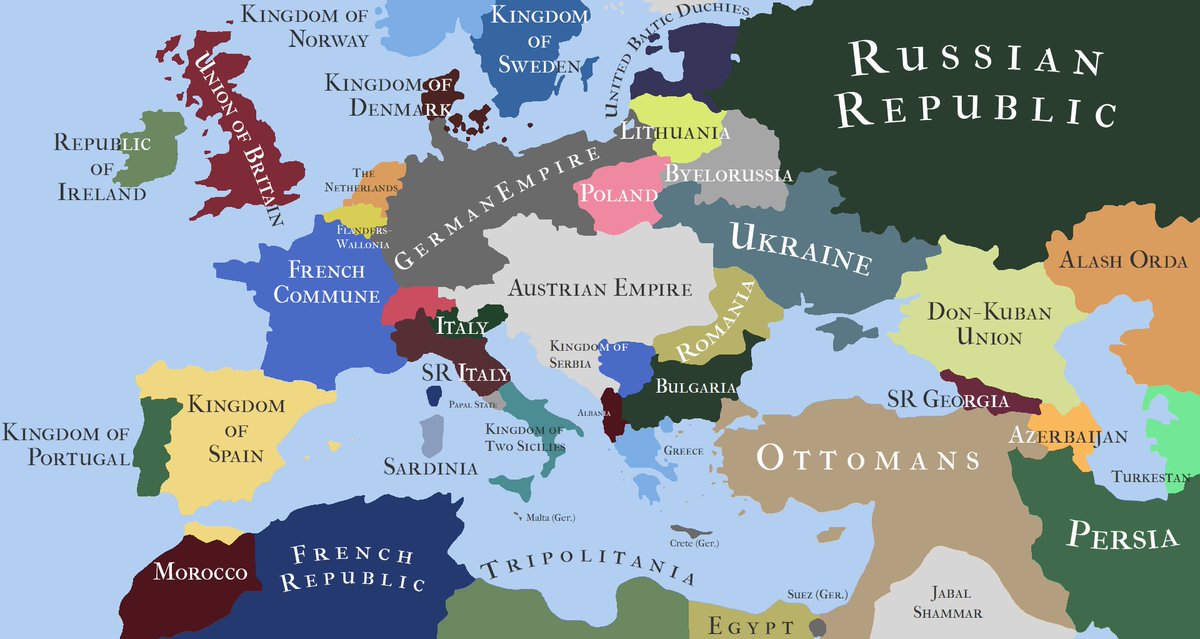 Kingdom of
Norway
Kingdom
of
Sweden
United Baltic Duchies
Russian
Republic
Kingdom of
Denmark
Union of Britain
Republic
of
Ireland
The
Netherlands
Flanders-
Wallonia
German Empire
Lithuania
Byelorussia
Poland
Ukraine
Alash Orda
French
Commune
Austrian Empire
Italy
Romania
Don-Kuban
Union
Kingdom of
Serbia
SR Italy
Bulgaria
Papal State
Albania
SR Georgia
Azerbaijan
Turkestan
Kingdom
of
Spain
Kingdom of
Portugal
Sardinia
Kingdom of
Two Sicilies
Greece
Ottomans
Persia
Malta (Ger.)
Crete (Ger.)
Morocco
French
Republic
Tripolitania
Suez (Ger.)
Egypt
Jabal
Shammar